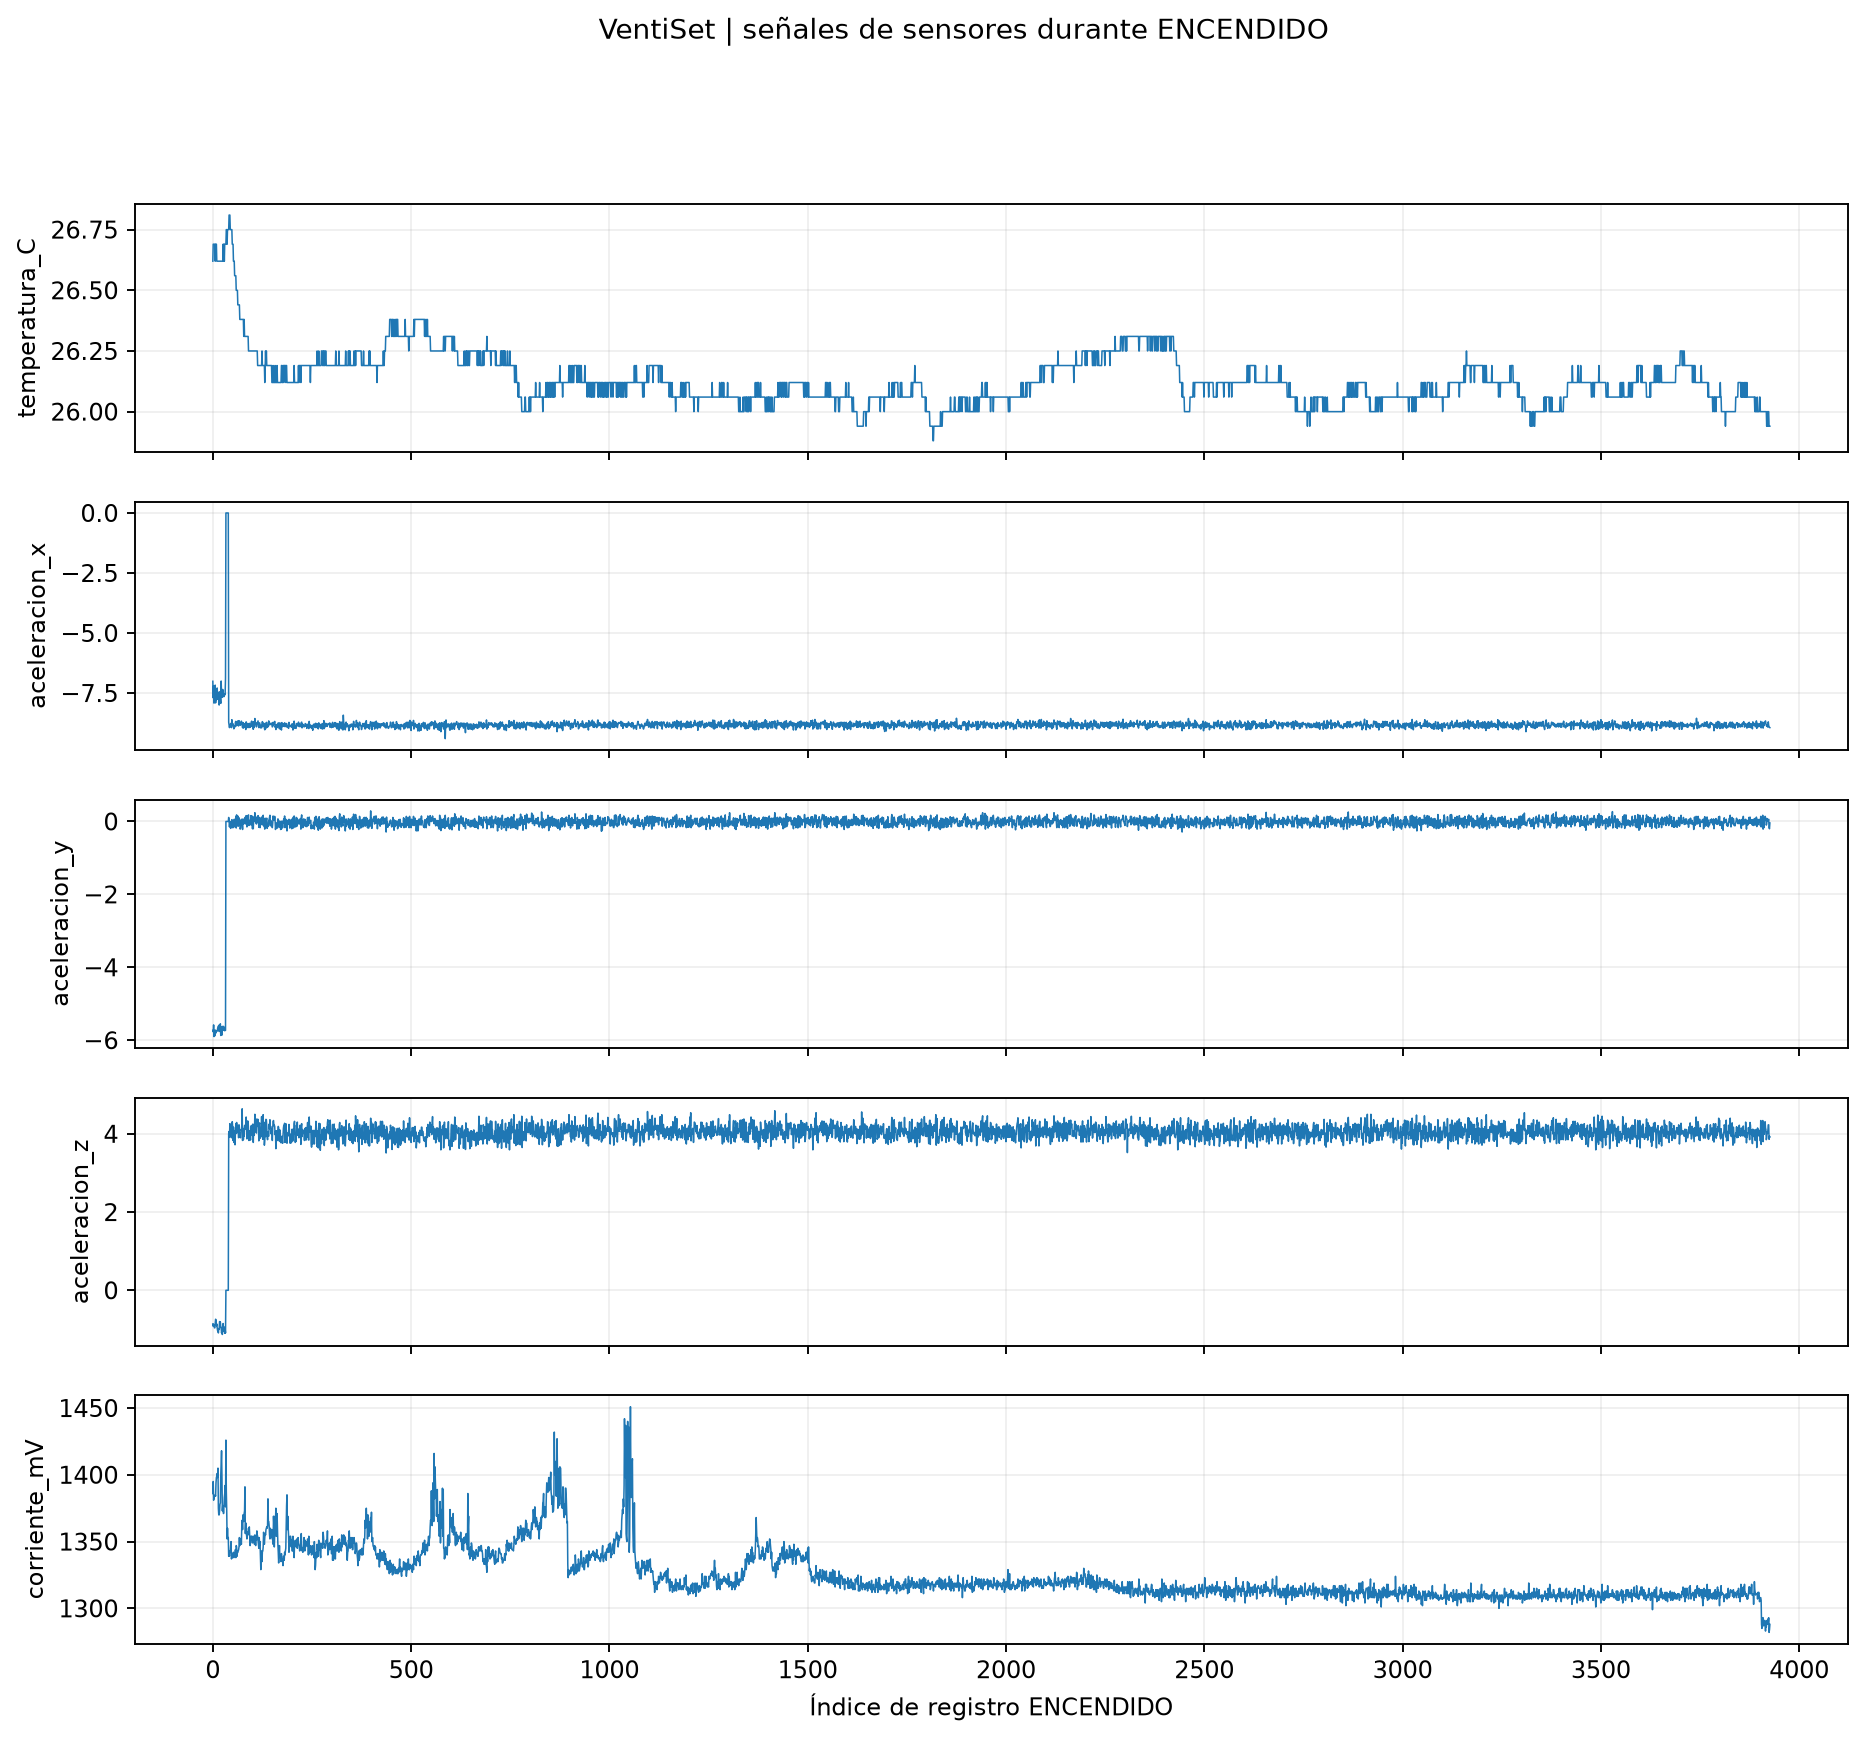 VentiSet | señales de sensores durante ENCENDIDO
temperatura_C
26.75
26.50
26.25
26.00
aceleracion_x
0.0
−2.5
−5.0
−7.5
aceleracion_y
0
−2
−4
−6
aceleracion_z
4
2
0
corriente_mV
1450
1400
1350
1300
0 500 1000 1500 2000 2500 3000 3500 4000
Índice de registro ENCENDIDO